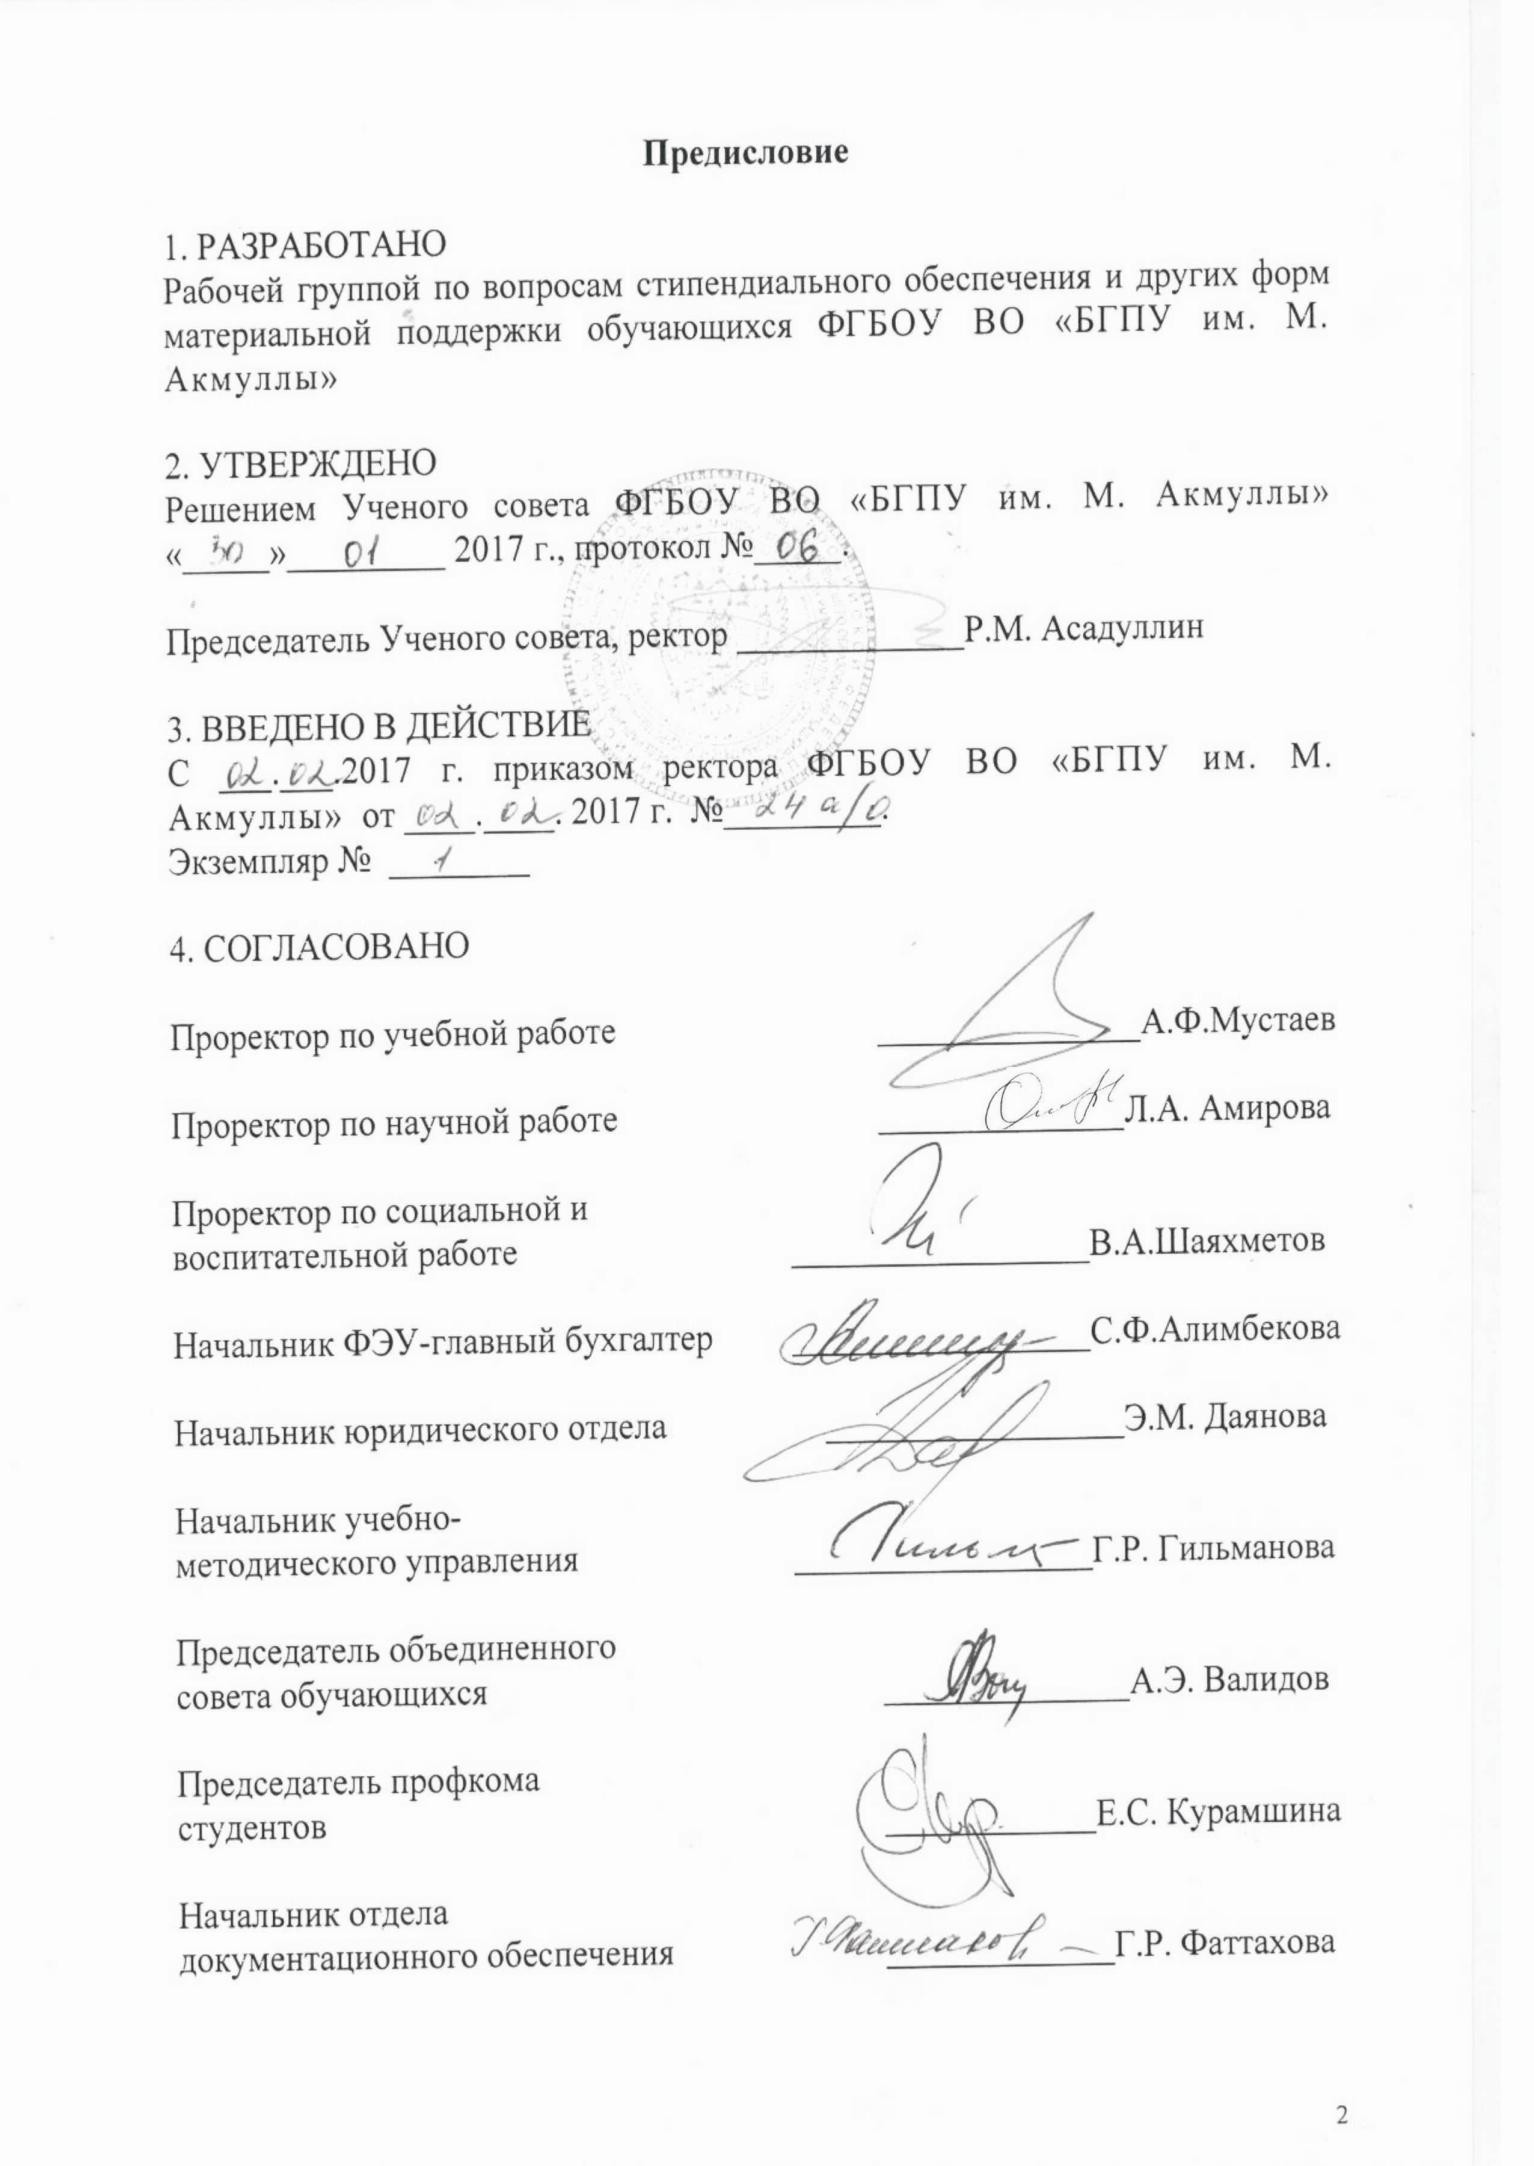 Предисловие
1. РАЗРАБОТАНО
Рабочей группой по вопросам стипендиального обеспечения и других форм
материальной поддержки обучающихся ФГБОУ ВО «БГПУ им. М.
Акмуллы»
2. УТВЕРЖДЕНО
Решением Ученого совета ФГБОУ ВО «БГПУ им. М. Акмуллы»
« 30 » 01 2017 г., протокол № 06 .
Председатель Ученого совета, ректор Р.М. Асадуллин
3. ВВЕДЕНО В ДЕЙСТВИЕ
С 02.02.2017 г. приказом ректора ФГБОУ ВО «БГПУ им. М.
Акмуллы» от 02 . 02 . 2017 г. № 24 а/о.
Экземпляр № 1
4. СОГЛАСОВАНО
Проректор по учебной работе А.Ф.Мустаев
Проректор по научной работе Л.А. Амирова
Проректор по социальной и
воспитательной работе В.А.Шаяхметов
Начальник ФЭУ-главный бухгалтер С.Ф.Алимбекова
Начальник юридического отдела Э.М. Даянова
Начальник учебно-
методического управления Г.Р. Гильманова
Председатель объединенного
совета обучающихся А.Э. Валидов
Председатель профкома
студентов Е.С. Курамшина
Начальник отдела
документационного обеспечения Г.Р. Фаттахова
2